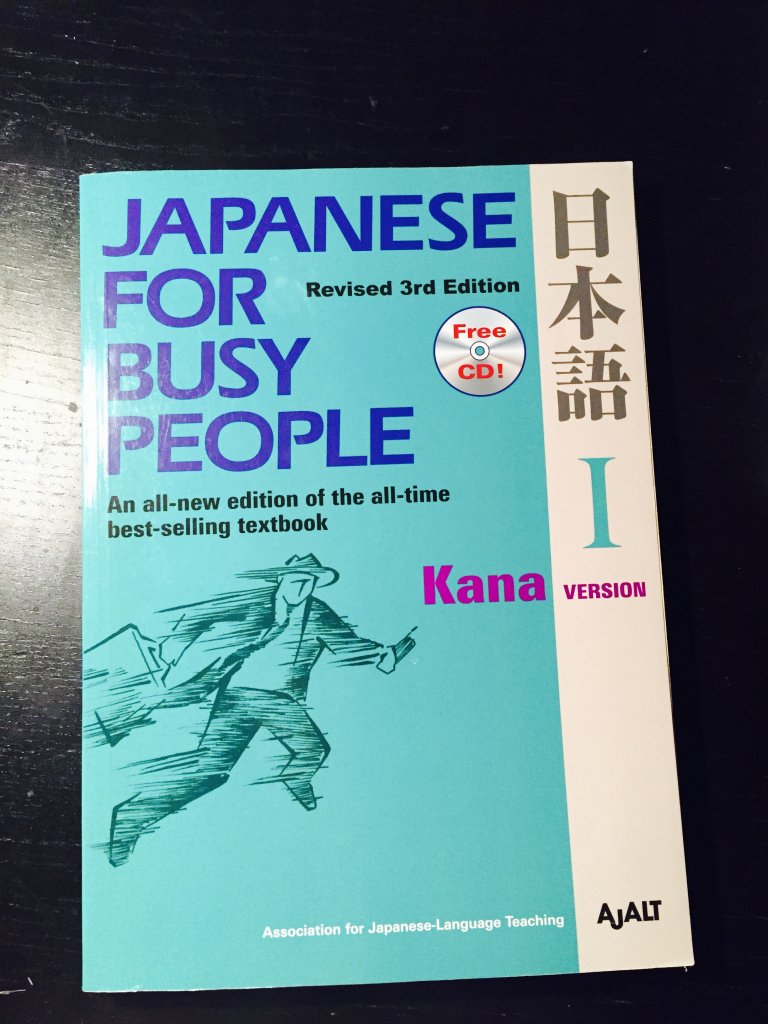 JAPANESE
FOR
BUSY
PEOPLE
Revised 3rd Edition
Free
CD!
日本語
I
An all-new edition of the all-time
best-selling textbook
Kana VERSION
Association for Japanese-Language Teaching
AJALT